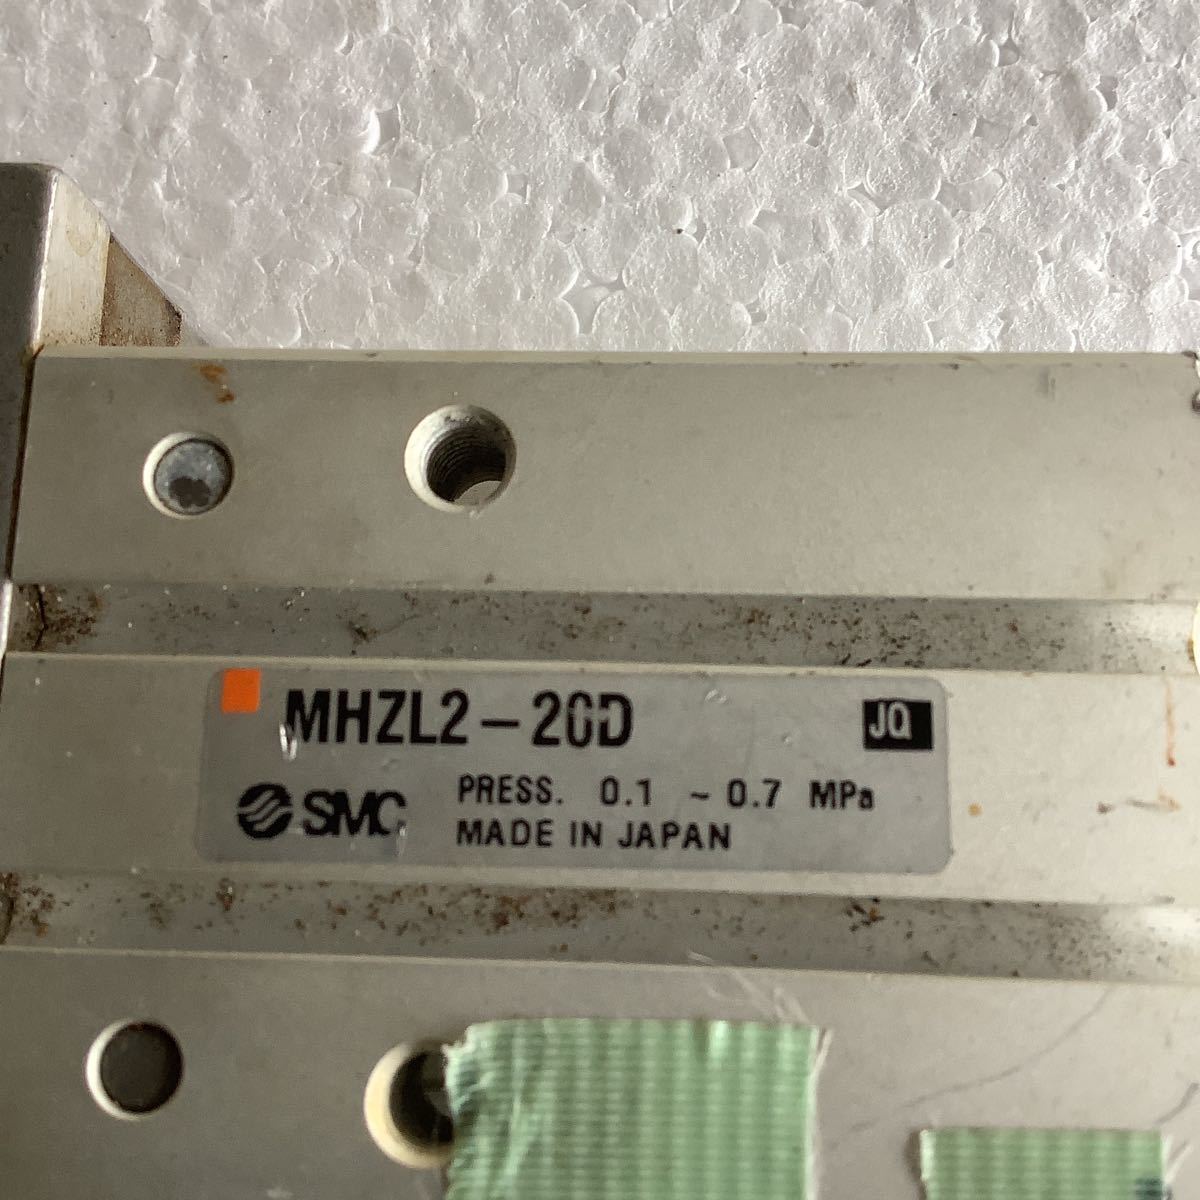 MHZL2-20D JQ
SMC PRESS. 0.1 ~ 0.7 MPa
MADE IN JAPAN